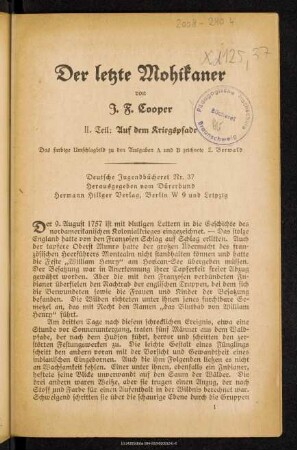 2008 - 280 4
X 1125, 37
Der letzte Mohikaner
von
J. F. Cooper
II. Teil: Auf dem Kriegspfade
Das farbige Umschlagbild zu den Ausgaben A und B zeichnete L. Berwald
Deutsche Jugendbücherei Nr. 37
Herausgegeben vom Dürerbund
Hermann Hillger Verlag, Berlin W 9 und Leipzig
Der 9. August 1757 ist mit blutigen Lettern in die Geschichte des
nordamerikanischen Kolonialkrieges eingezeichnet. — Das stolze
England hatte von den Franzosen Schlag auf Schlag erlitten. Auch
der tapfere Oberst Munro hatte der großen Übermacht des fran-
zösischen Heerführers Montcalm nicht standhalten können und hatte
die Feste „William Henry“ am Horican-See übergeben müssen.
Der Besatzung war in Anerkennung ihrer Tapferkeit freier Abzug
gewährt worden. Aber die mit den Franzosen verbündeten In-
dianer überfielen den Nachtrab der englischen Truppen, bei dem sich
die Verwundeten sowie die Frauen und Kinder der Besatzung
befanden. Die Wilden richteten unter ihnen jenes furchtbare Ge-
metzel an, das mit Recht den Namen „das Blutbad von William
Henry“ führt.
Am dritten Tage nach diesem schrecklichen Ereignis, etwa eine
Stunde vor Sonnenuntergang, traten fünf Männer aus dem Wald-
pfade, der nach dem Hudson führt, hervor und schritten den zer-
störten Festungswerken zu. Die leichte Gestalt eines Jünglings
schritt den andern voran mit der Vorsicht und Gewandtheit eines
indianischen Eingebornen. Auch die ihm Folgenden ließen es nicht
an Wachsamkeit fehlen. Einer unter ihnen, ebenfalls ein Indianer,
heftete seine Blicke unverwandt auf den Saum der Wälder. Die
drei andern waren Weiße, aber sie trugen einen Anzug, der nach
Stoff und Farbe für einen Aufenthalt in der Wildnis berechnet war.
Schweigend schritten sie über die schaurige Ebene durch die Gruppen
1